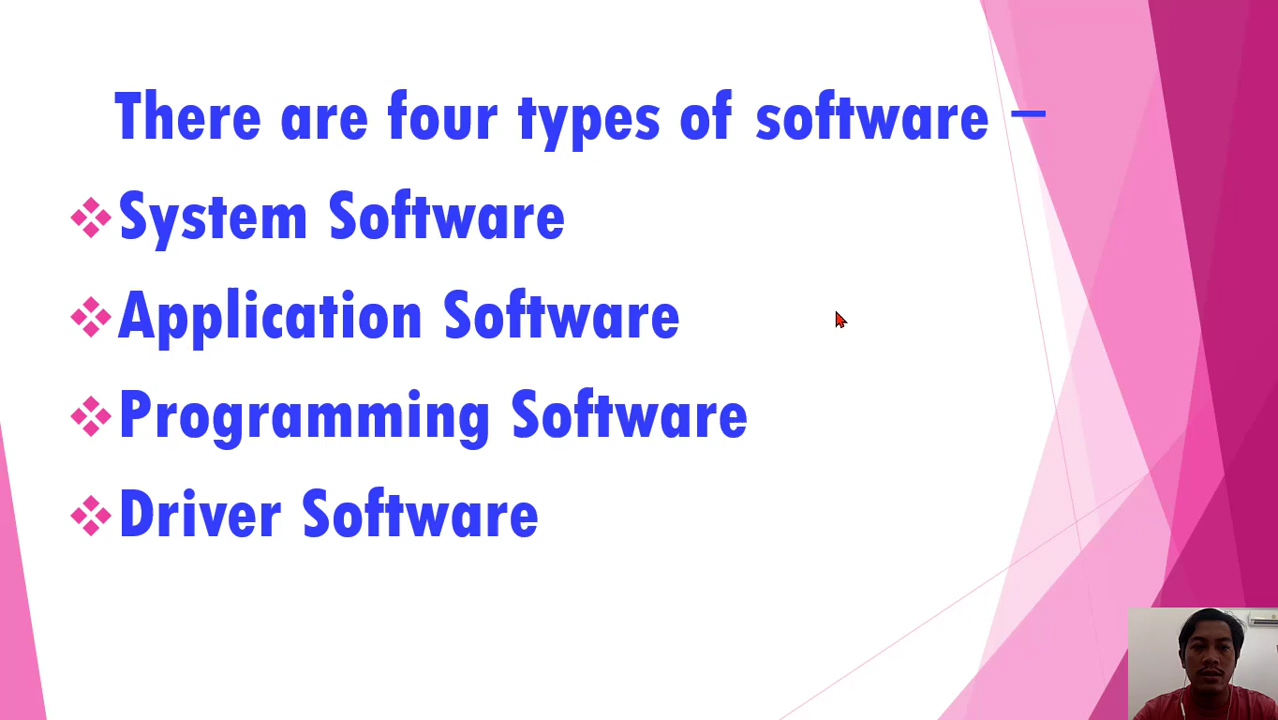 There are four types of software –
System Software
Application Software
Programming Software
Driver Software